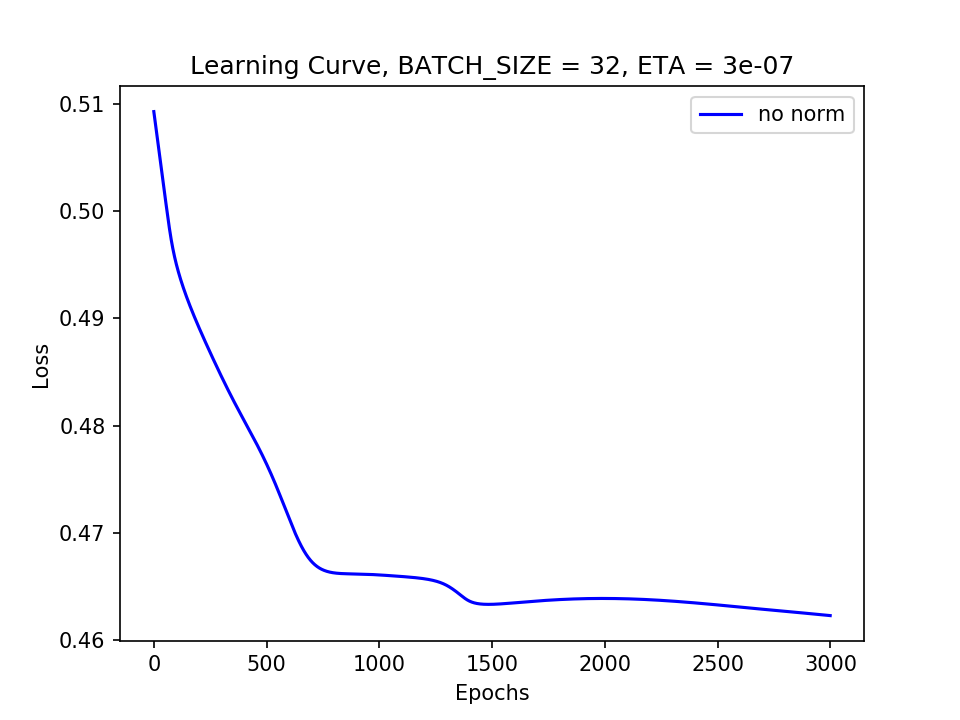 Learning Curve, BATCH_SIZE = 32, ETA = 3e-07
no norm
0.51
0.50
0.49
0.48
0.47
0.46
Loss
0 500 1000 1500 2000 2500 3000
Epochs